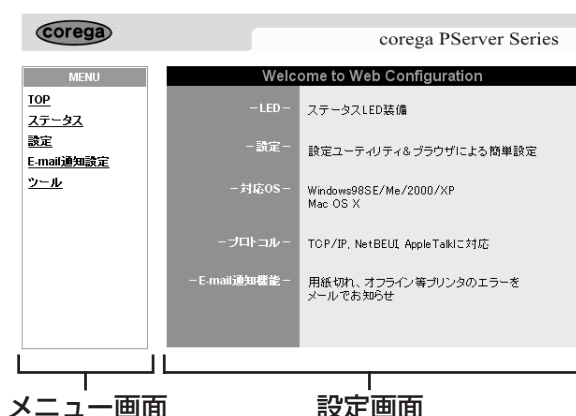 corega
corega PServer Series
MENU
TOP
ステータス
設定
E-mail通知設定
ツール
Welcome to Web Configuration
－LED－
ステータスLED装備
－設定－
設定ユーティリティ&ブラウザによる簡単設定
－対応OS－
Windows98SE/Me/2000/XP
Mac OS X
－プロトコル－
TCP/IP, NetBEUI, AppleTalkに対応
－E-mail通知機能－
用紙切れ、オフライン等プリンタのエラーを
メールでお知らせ
メニュー画面
設定画面